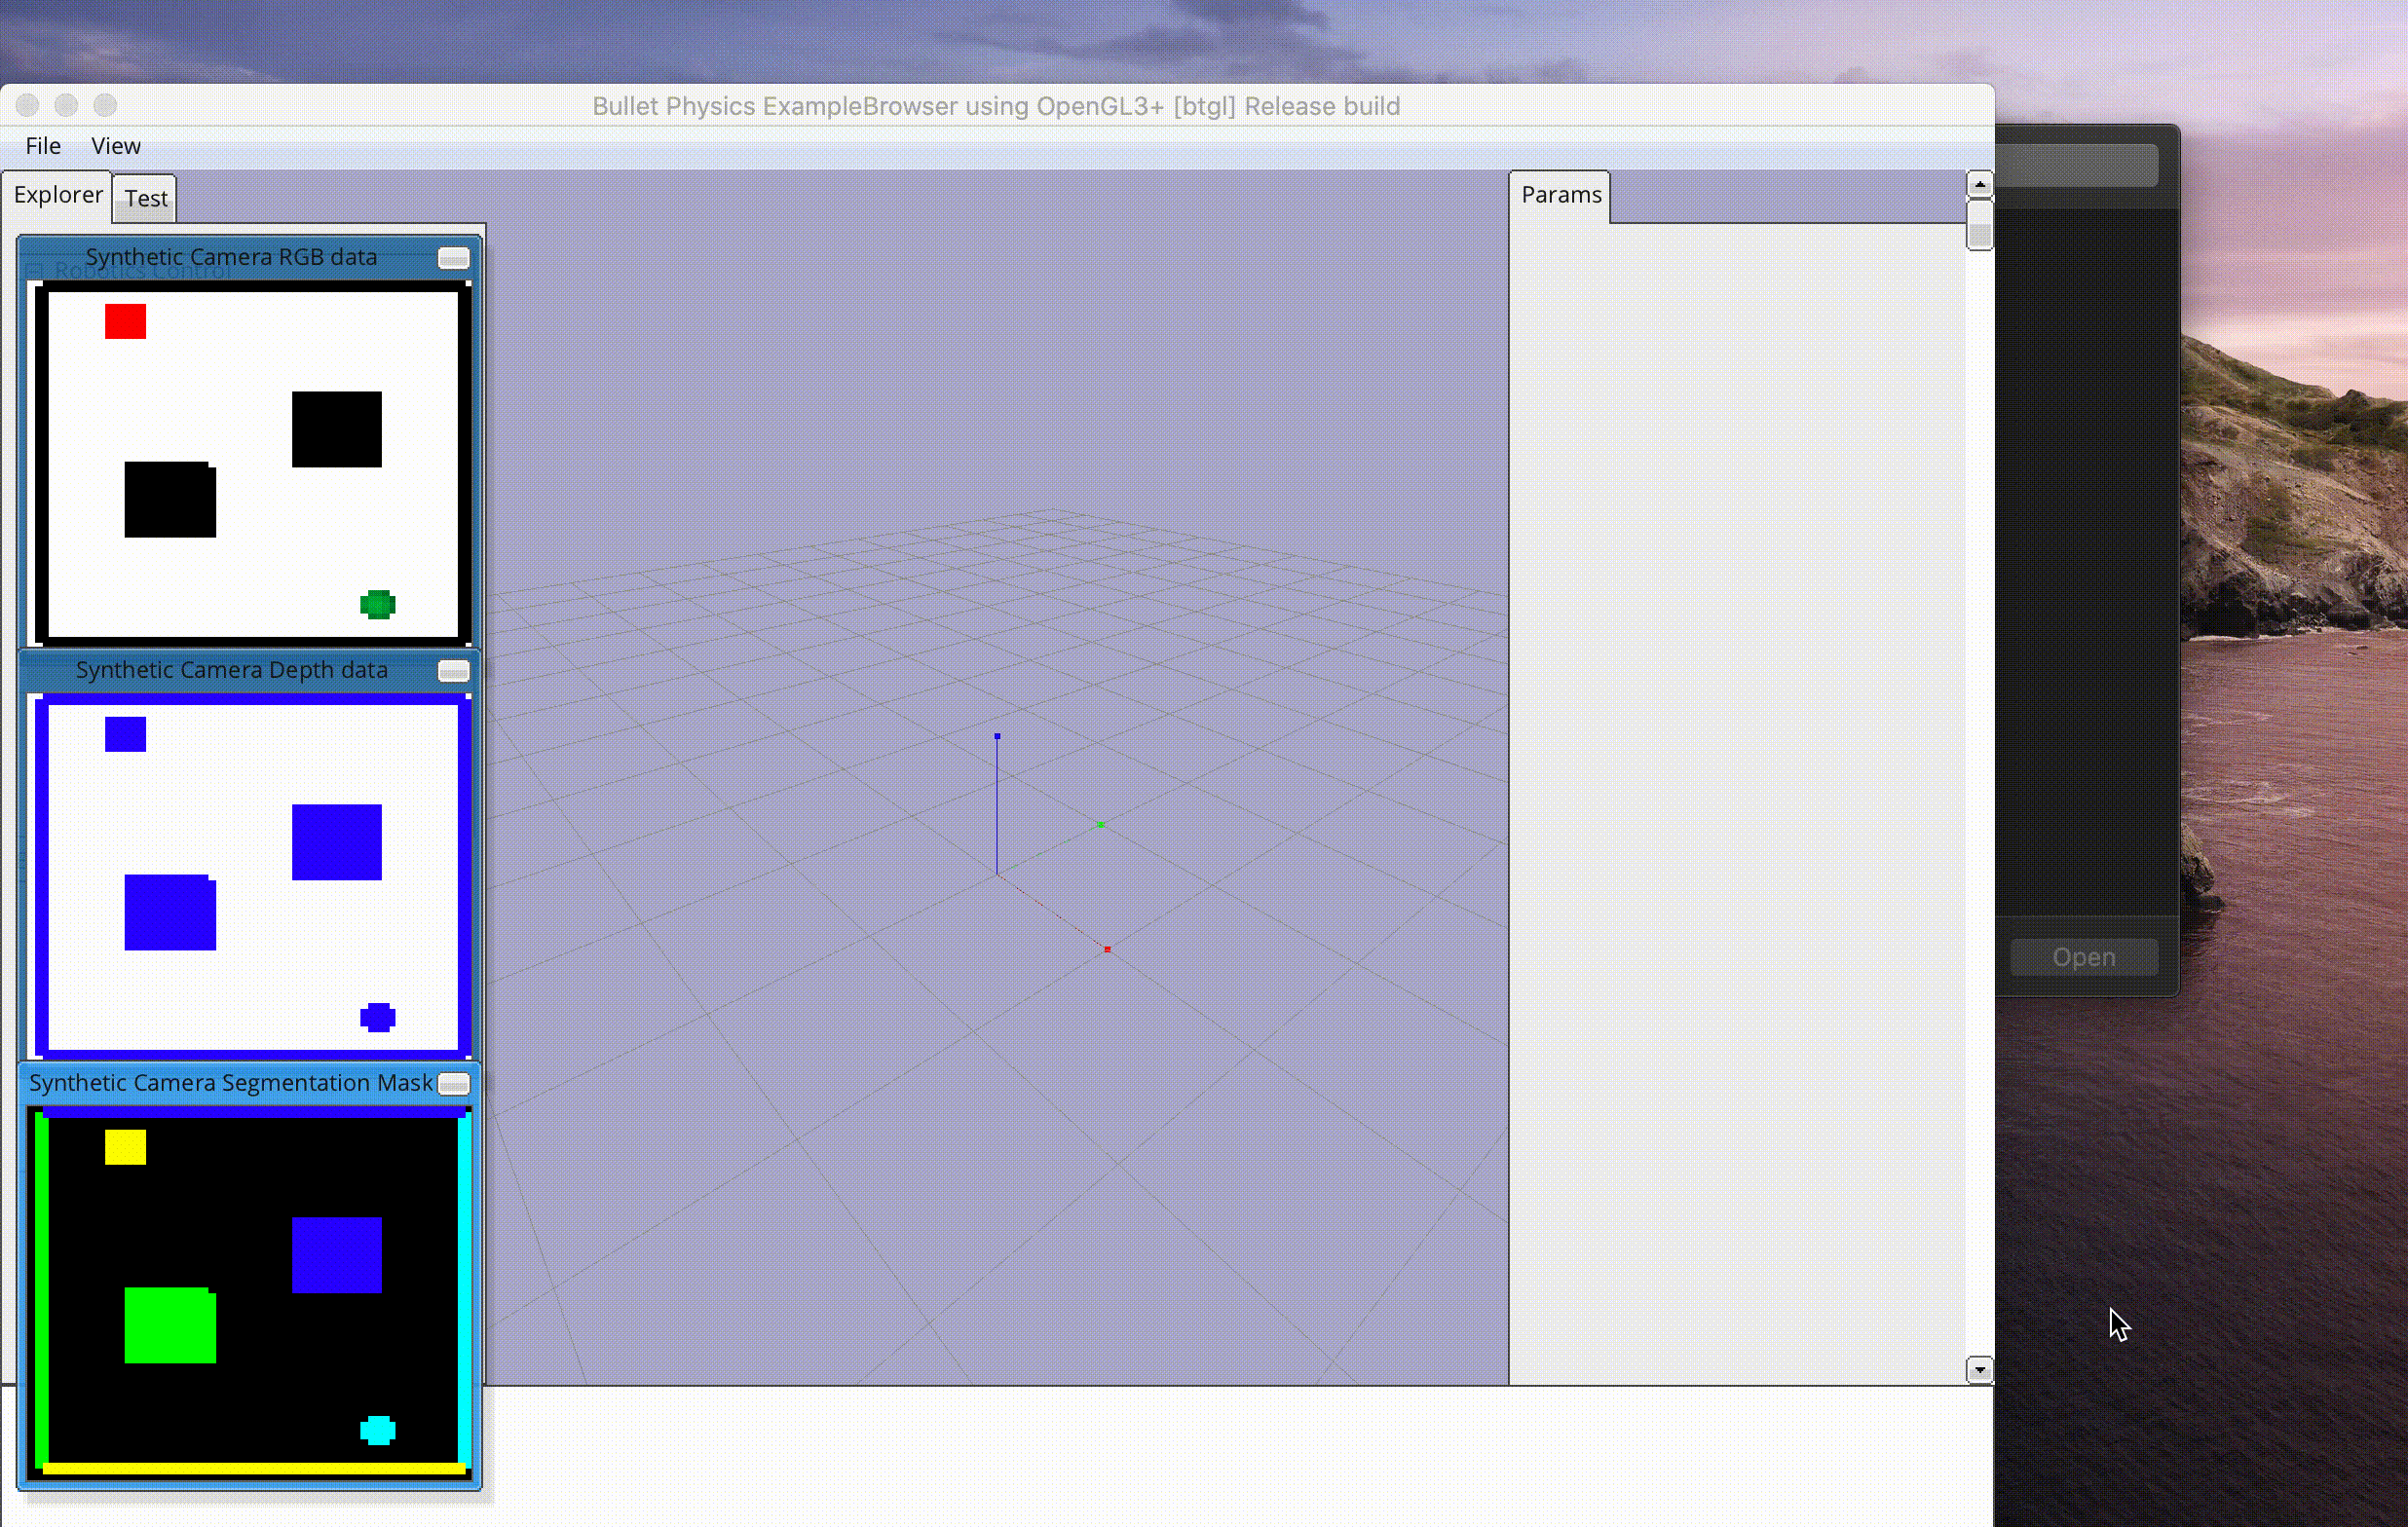 Bullet Physics ExampleBrowser using OpenGL3+ [btgl] Release build
File View
Explorer Test
Params
Synthetic Camera RGB data
Robotics Control
Synthetic Camera Depth data
Open
Synthetic Camera Segmentation Mask